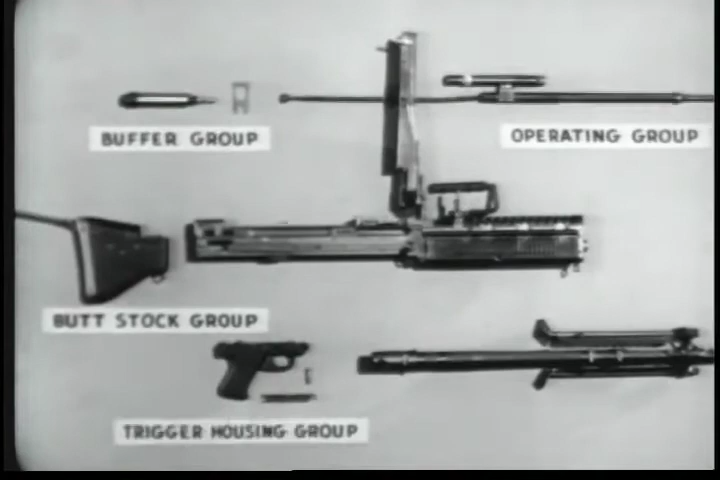 BUFFER GROUP
OPERATING GROUP
BUTT STOCK GROUP
TRIGGER HOUSING GROUP